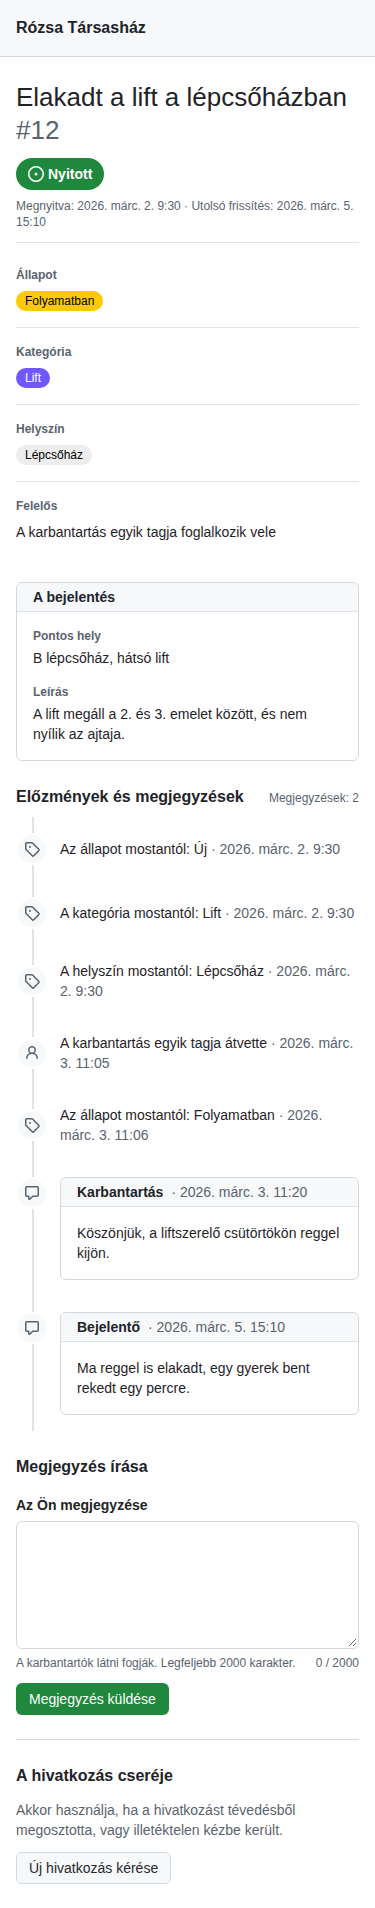 Rózsa Társasház
Elakadt a lift a lépcsőházban
#12
Nyitott
Megnyitva: 2026. márc. 2. 9:30 · Utolsó frissítés: 2026. márc. 5.
15:10
Állapot
Folyamatban
Kategória
Lift
Helyszín
Lépcsőház
Felelős
A karbantartás egyik tagja foglalkozik vele
A bejelentés
Pontos hely
B lépcsőház, hátsó lift
Leírás
A lift megáll a 2. és 3. emelet között, és nem
nyílik az ajtaja.
Előzmények és megjegyzések
Megjegyzések: 2
Az állapot mostantól: Új · 2026. márc. 2. 9:30
A kategória mostantól: Lift · 2026. márc. 2. 9:30
A helyszín mostantól: Lépcsőház · 2026. márc.
2. 9:30
A karbantartás egyik tagja átvette · 2026. márc.
3. 11:05
Az állapot mostantól: Folyamatban · 2026.
márc. 3. 11:06
Karbantartás · 2026. márc. 3. 11:20
Köszönjük, a liftszerelő csütörtökön reggel
kijön.
Bejelentő · 2026. márc. 5. 15:10
Ma reggel is elakadt, egy gyerek bent
rekedt egy percre.
Megjegyzés írása
Az Ön megjegyzése
A karbantartók látni fogják. Legfeljebb 2000 karakter.
0 / 2000
Megjegyzés küldése
A hivatkozás cseréje
Akkor használja, ha a hivatkozást tévedésből
megosztotta, vagy illetéktelen kézbe került.
Új hivatkozás kérése